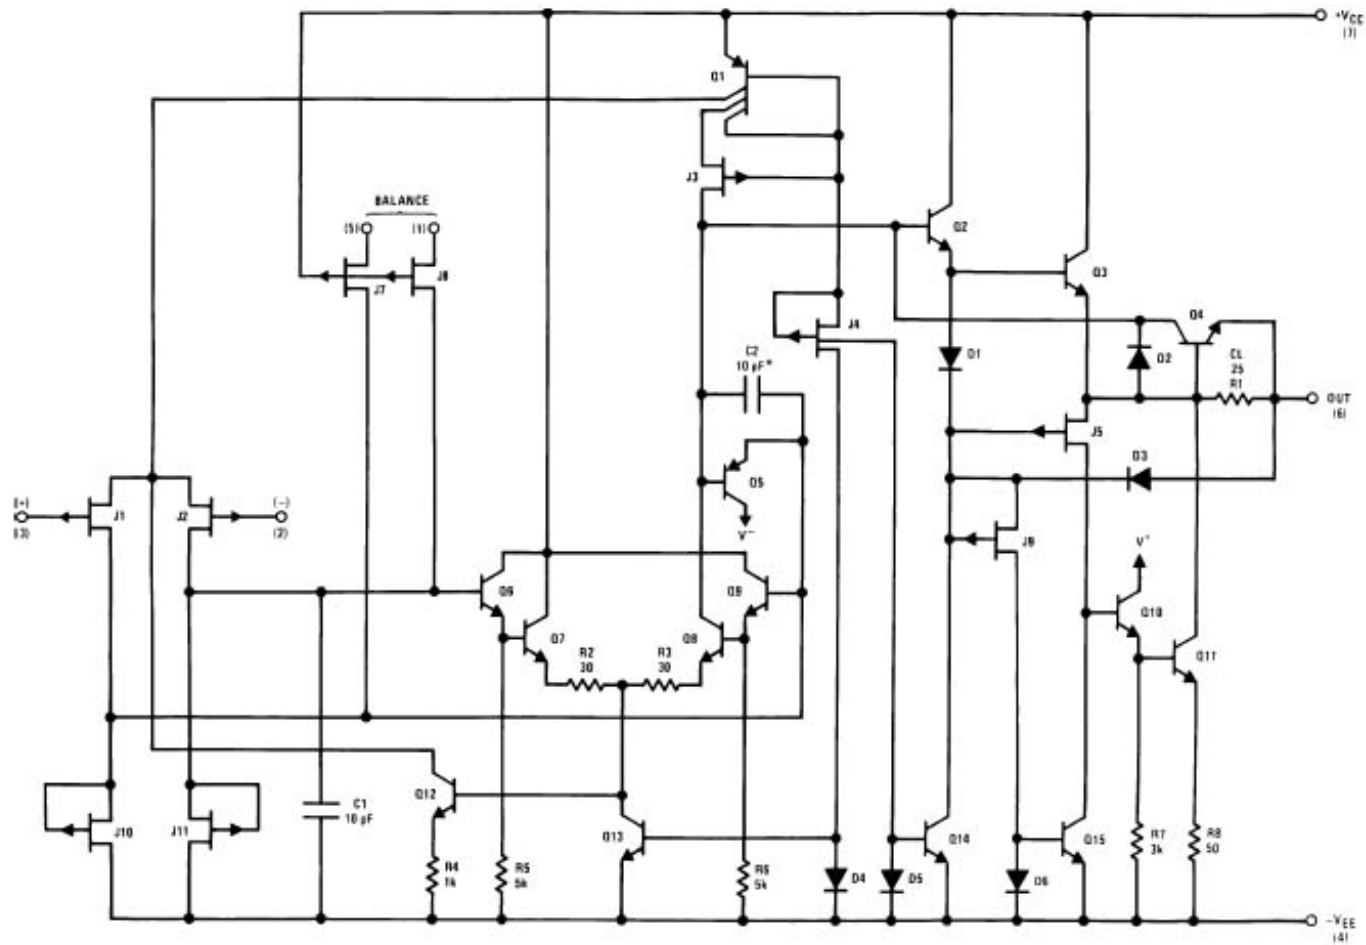 +VCC
(7)
Q1
J3
BALANCE
(5)
(1)
J7
J8
Q2
Q3
J4
Q4
D1
D2
CL
25
R1
OUT
(6)
C2
10 pF*
J5
D3
Q5
V−
(+)
(3)
J1
J2
(−)
(2)
J9
V+
Q6
Q9
Q10
Q7
Q8
R2
30
R3
30
Q11
Q12
C1
10 pF
J10
J11
Q13
Q14
Q15
R7
3k
R8
50
R4
1k
R5
5k
R6
5k
D4
D5
D6
−VEE
(4)